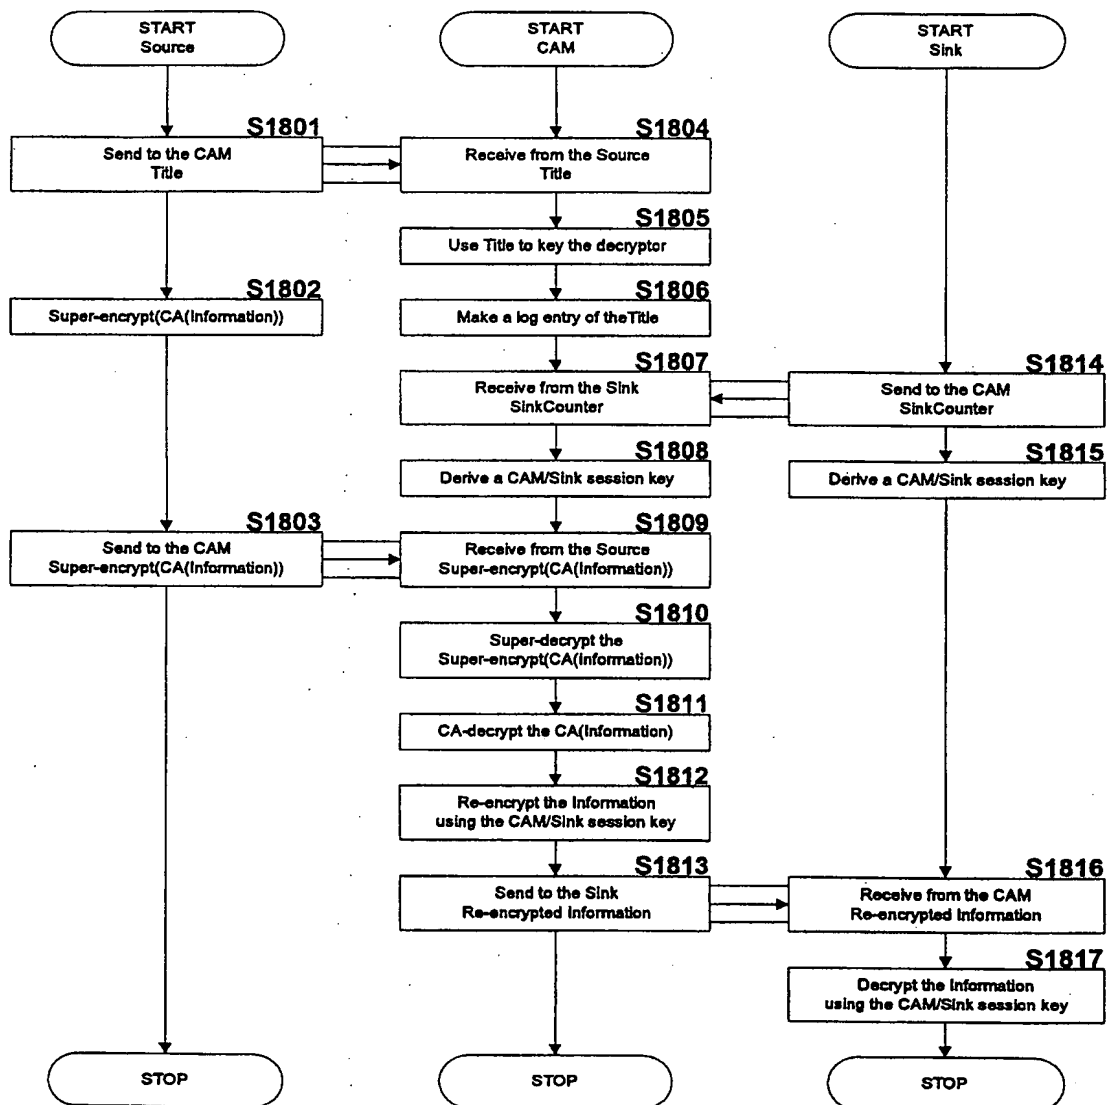 START
Source
START
CAM
START
Sink
S1801
Send to the CAM
Title
S1804
Receive from the Source
Title
S1805
Use Title to key the decryptor
S1802
Super-encrypt(CA(Information))
S1806
Make a log entry of theTitle
S1807
Receive from the Sink
SinkCounter
S1814
Send to the CAM
SinkCounter
S1808
Derive a CAM/Sink session key
S1815
Derive a CAM/Sink session key
S1803
Send to the CAM
Super-encrypt(CA(Information))
S1809
Receive from the Source
Super-encrypt(CA(Information))
S1810
Super-decrypt the
Super-encrypt(CA(Information))
S1811
CA-decrypt the CA(Information)
S1812
Re-encrypt the Information
using the CAM/Sink session key
S1813
Send to the Sink
Re-encrypted Information
S1816
Receive from the CAM
Re-encrypted Information
S1817
Decrypt the Information
using the CAM/Sink session key
STOP
STOP
STOP